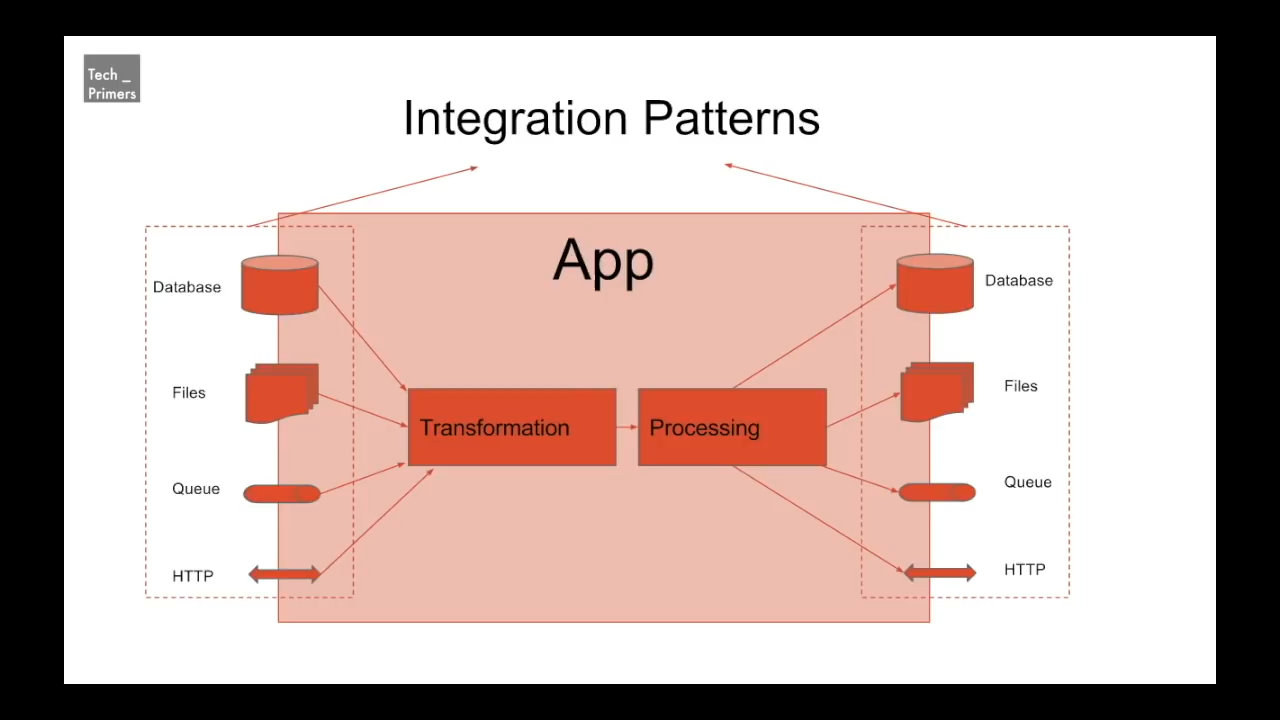 Tech _
Primers
Integration Patterns
App
Database
Files
Queue
HTTP
Transformation
Processing
Database
Files
Queue
HTTP